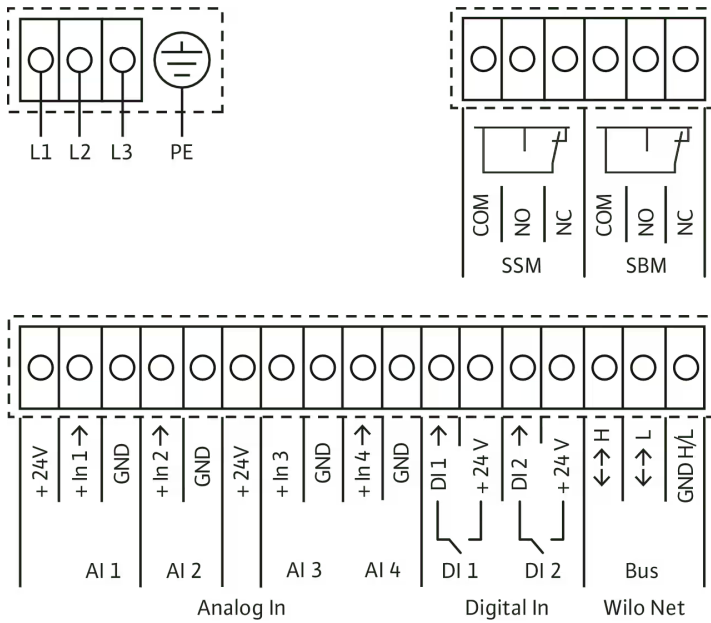 L1 L2 L3 PE
COM NO NC COM NO NC
SSM SBM
+ 24V + In 1 → GND + In 2 → GND + 24V + In 3 GND + In 4 → GND DI 1 → + 24 V DI 2 → + 24 V ↔ H ↔ L GND H/L
AI 1 AI 2 AI 3 AI 4 DI 1 DI 2 Bus
Analog In Digital In Wilo Net